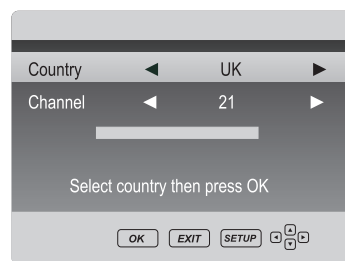 Country UK
Channel 21
Select country then press OK
OK EXIT SETUP